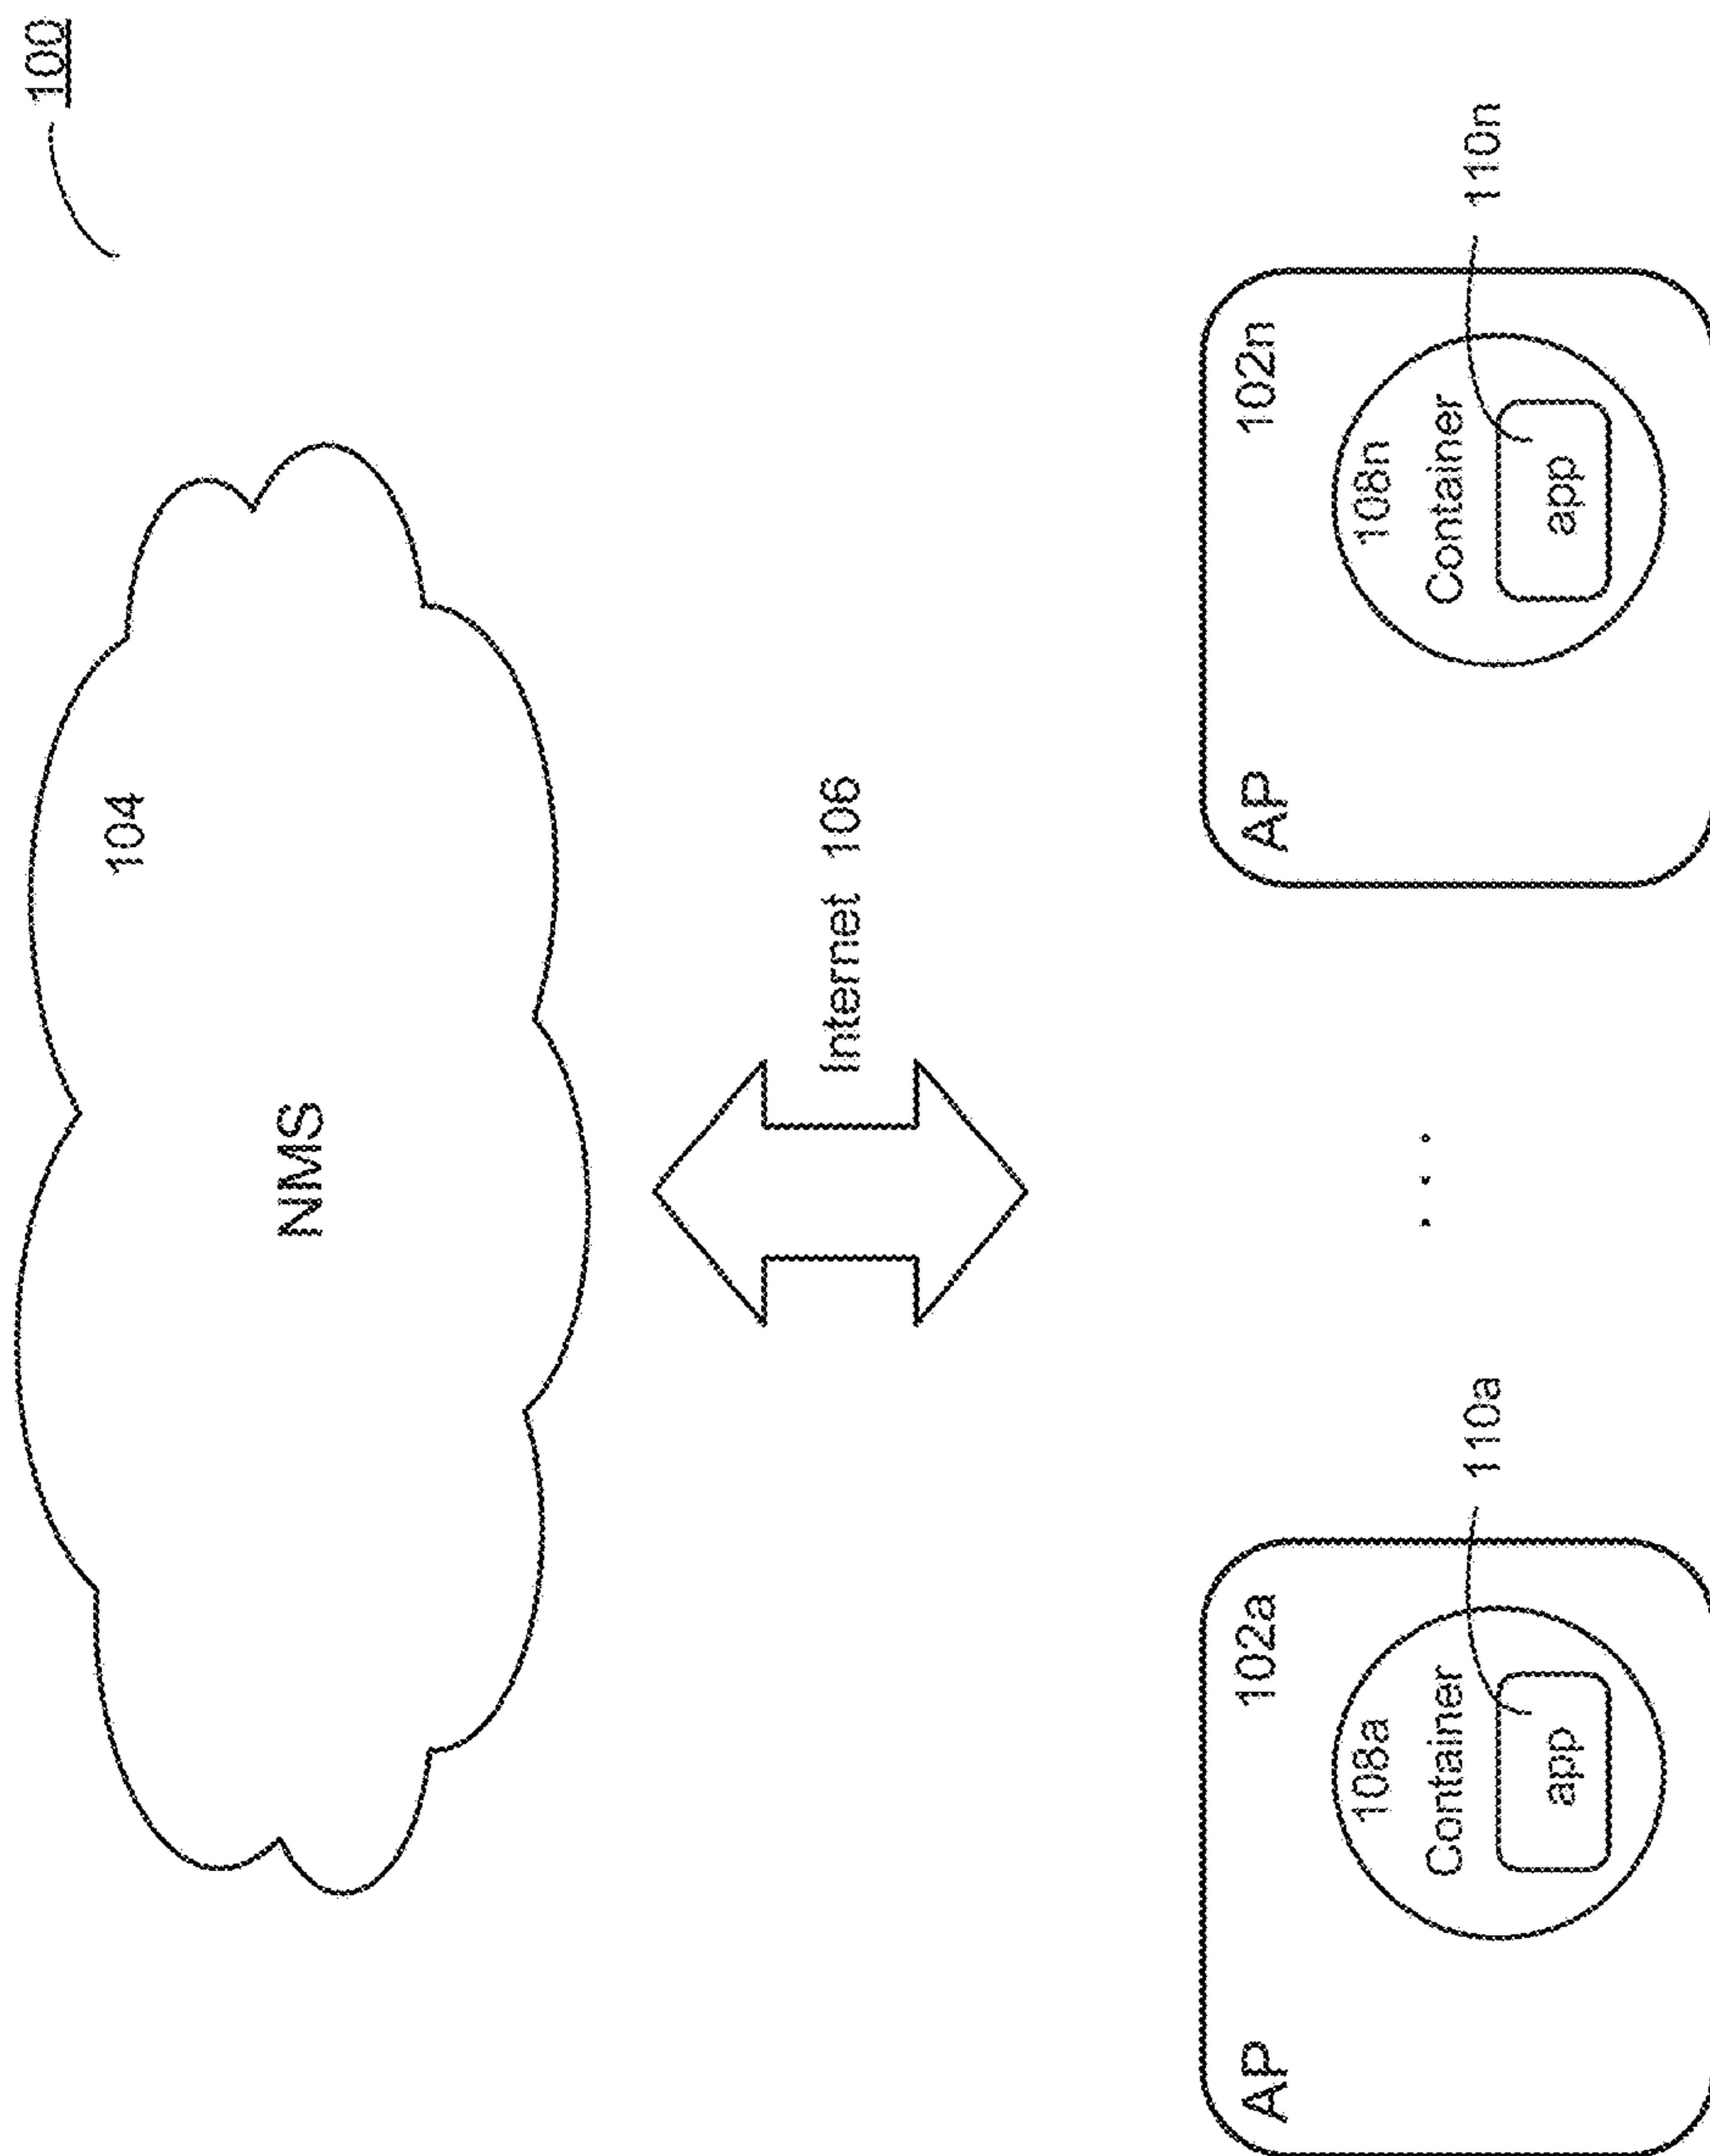 100
104
NMS
Internet 106
AP 102a
108a
Container
app
110a
. . .
AP 102n
108n
Container
app
110n